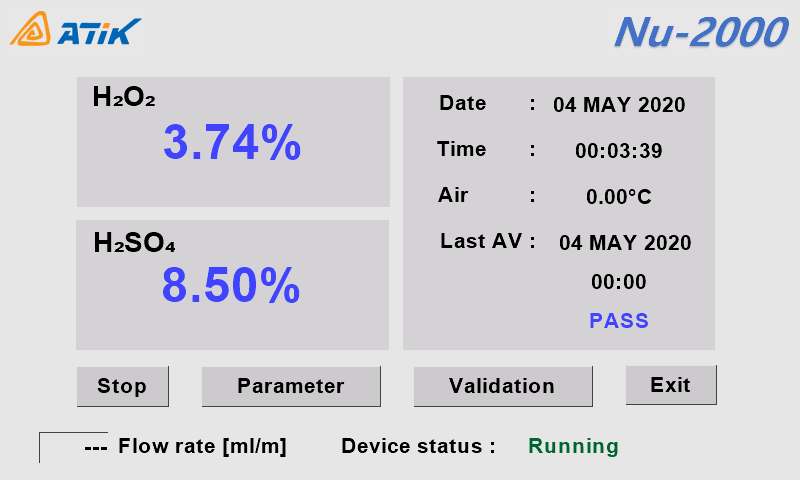 ATiK
Nu-2000
H₂O₂
3.74%
H₂SO₄
8.50%
Date : 04 MAY 2020
Time : 00:03:39
Air : 0.00°C
Last AV : 04 MAY 2020
00:00
PASS
Stop
Parameter
Validation
Exit
--- Flow rate [ml/m]
Device status : Running